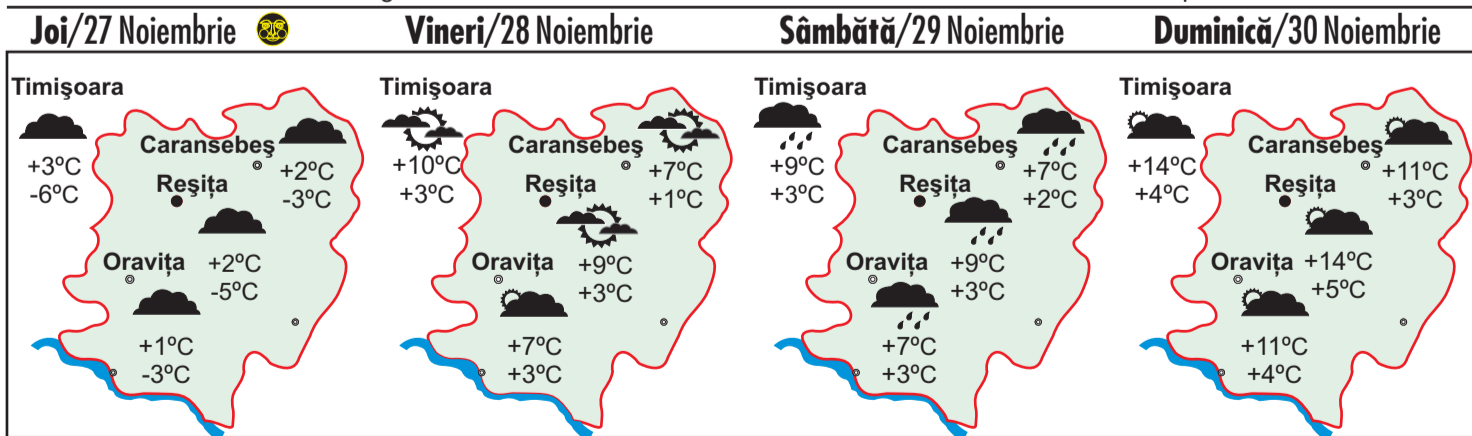 Joi/27 Noiembrie
Timişoara
+3ºC
-6ºC
Caransebeş
+2ºC
-3ºC
Reşiţa
+2ºC
-5ºC
Oraviţa
+1ºC
-3ºC
Vineri/28 Noiembrie
Timişoara
+10ºC
+3ºC
Caransebeş
+7ºC
+1ºC
Reşiţa
+9ºC
+3ºC
Oraviţa
+7ºC
+3ºC
Sâmbătă/29 Noiembrie
Timişoara
+9ºC
+3ºC
Caransebeş
+7ºC
+2ºC
Reşiţa
+9ºC
+3ºC
Oraviţa
+7ºC
+3ºC
Duminică/30 Noiembrie
Timişoara
+14ºC
+4ºC
Caransebeş
+11ºC
+3ºC
Reşiţa
+14ºC
+5ºC
Oraviţa
+11ºC
+4ºC